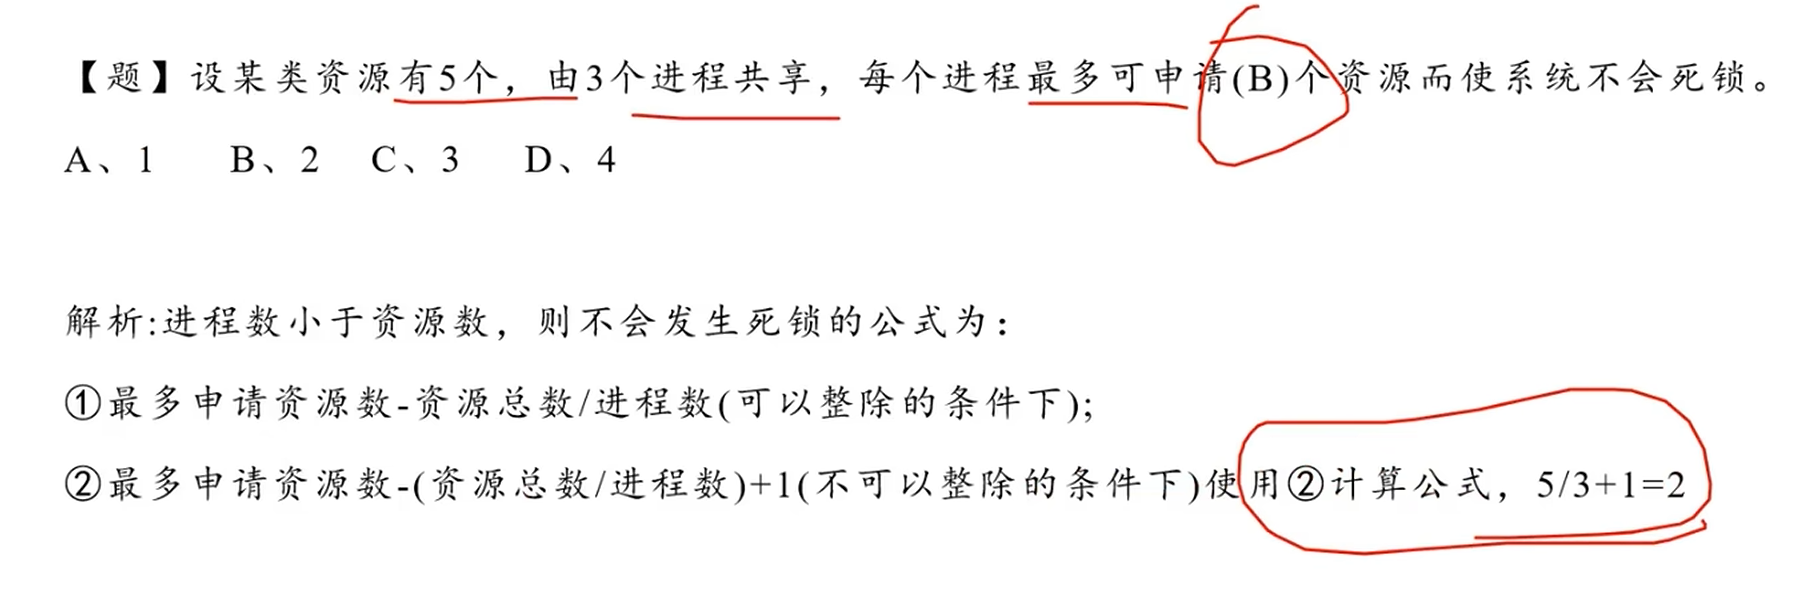 【题】设某类资源有5个，由3个进程共享，每个进程最多可申请(B)个资源而使系统不会死锁。
A、1 B、2 C、3 D、4
解析:进程数小于资源数，则不会发生死锁的公式为：
①最多申请资源数-资源总数/进程数(可以整除的条件下);
②最多申请资源数-(资源总数/进程数)+1(不可以整除的条件下)使用②计算公式，5/3+1=2